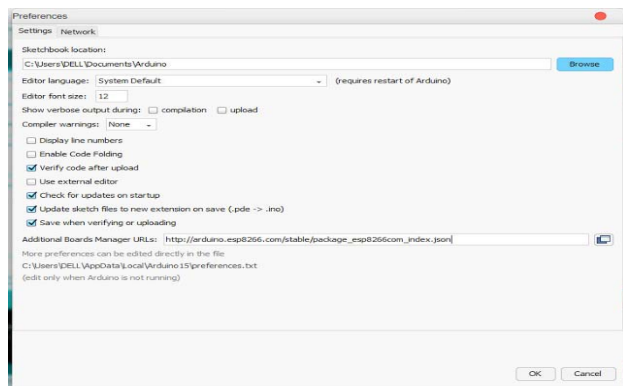 Preferences
Settings Network
Sketchbook location:
C:\Users\DELL\Documents\Arduino Browse
Editor language: System Default (requires restart of Arduino)
Editor font size: 12
Show verbose output during: compilation upload
Compiler warnings: None
Display line numbers
Enable Code Folding
Verify code after upload
Use external editor
Check for updates on startup
Update sketch files to new extension on save (.pde -> .ino)
Save when verifying or uploading
Additional Boards Manager URLs: http://arduino.esp8266.com/stable/package_esp8266com_index.json
More preferences can be edited directly in the file
C:\Users\DELL\AppData\Local\Arduino15\preferences.txt
(edit only when Arduino is not running)
OK Cancel